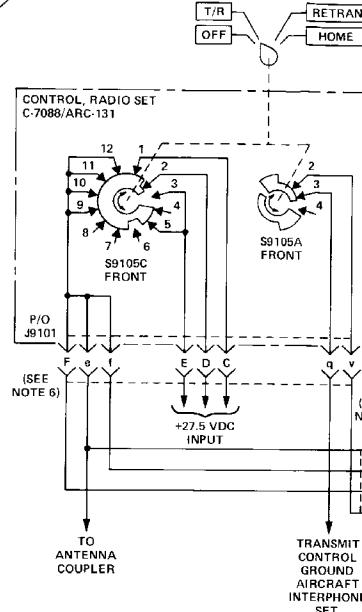 T/R
RETRAN
OFF
HOME
CONTROL, RADIO SET
C-7088/ARC-131
12
1
11
2
10
3
9
4
8
7
6
5
S9105C
FRONT
2
3
4
S9105A
FRONT
P/O
J9101
F e f E D C q v
(SEE
NOTE 6)
+27.5 VDC
INPUT
(
N
TO
ANTENNA
COUPLER
TRANSMIT
CONTROL
GROUND
AIRCRAFT
INTERPHONE
SET